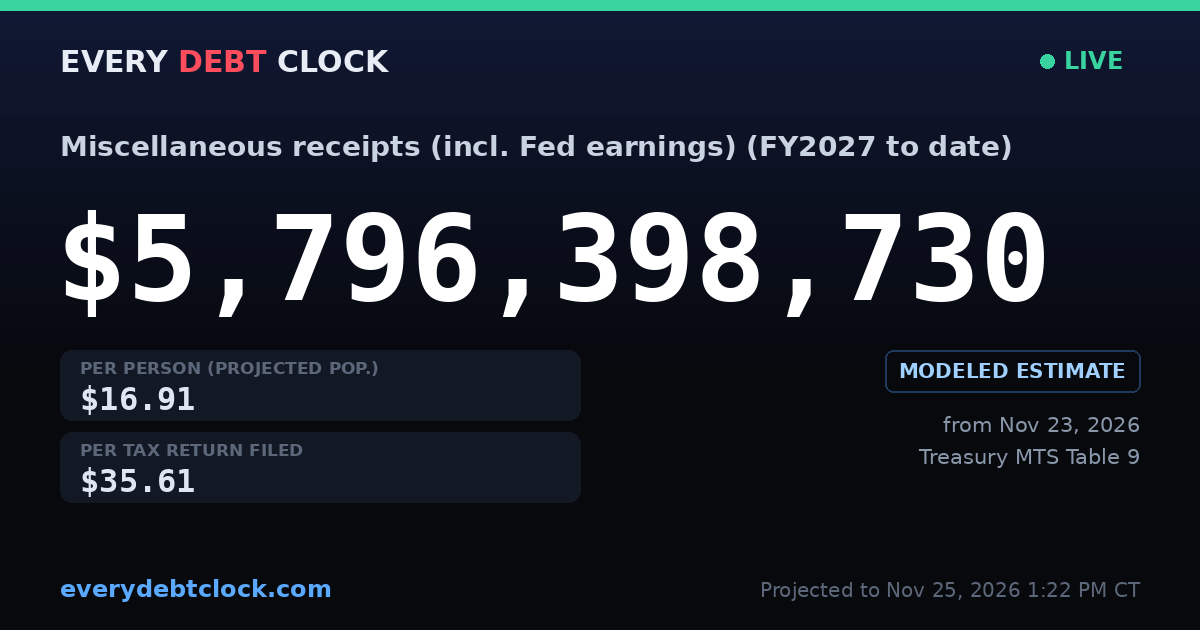 EVERY DEBT CLOCK
LIVE
Miscellaneous receipts (incl. Fed earnings) (FY2027 to date)
$5,796,398,730
PER PERSON (PROJECTED POP.)
$16.91
PER TAX RETURN FILED
$35.61
MODELED ESTIMATE
from Nov 23, 2026
Treasury MTS Table 9
everydebtclock.com
Projected to Nov 25, 2026 1:22 PM CT